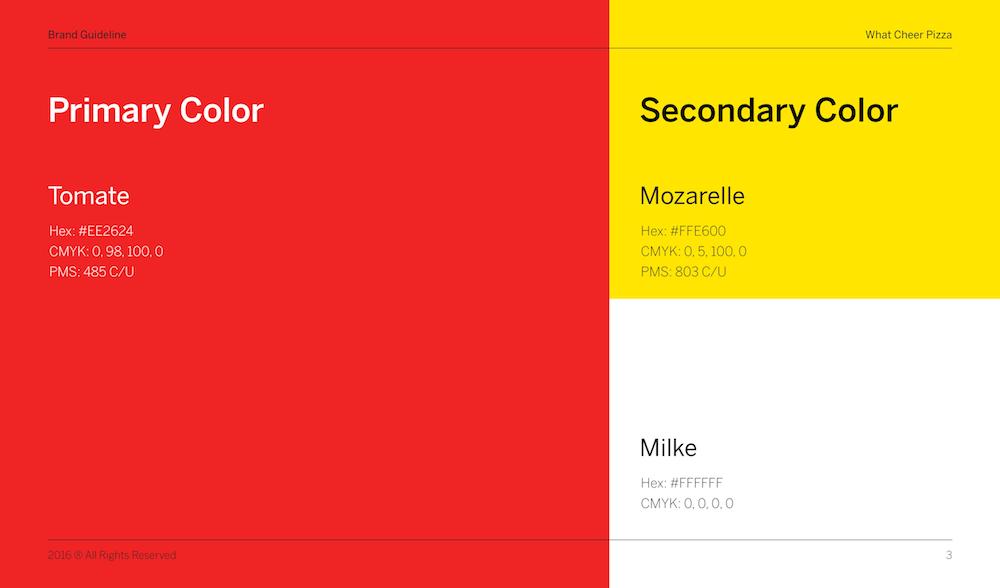 Brand Guideline
What Cheer Pizza
Primary Color
Tomate
Hex: #EE2624
CMYK: 0, 98, 100, 0
PMS: 485 C/U
Secondary Color
Mozarelle
Hex: #FFE600
CMYK: 0, 5, 100, 0
PMS: 803 C/U
Milke
Hex: #FFFFFF
CMYK: 0, 0, 0, 0
2016 ® All Rights Reserved
3